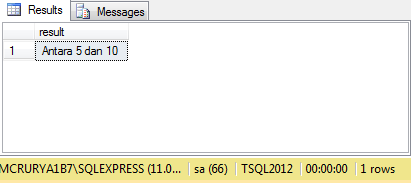 Results Messages
result
1 Antara 5 dan 10
MCRURYA1B7\SQLEXPRESS (11.0... sa (66) TSQL2012 00:00:00 1 rows